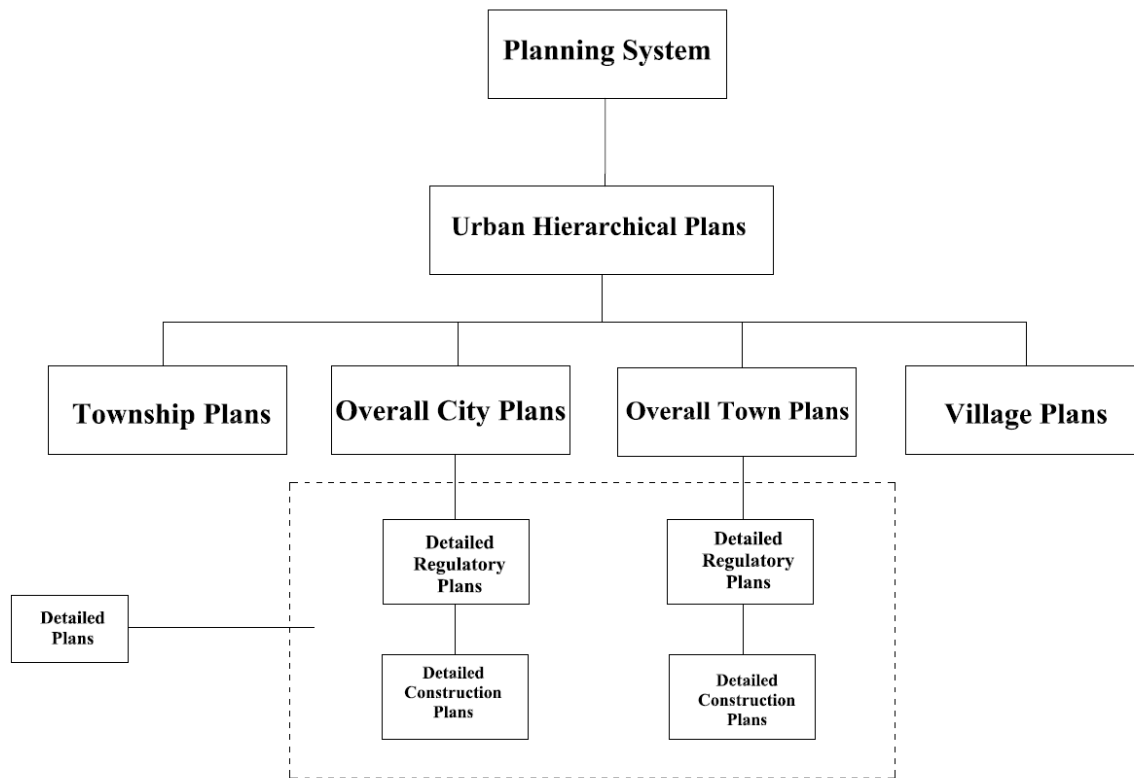 Planning System
Urban Hierarchical Plans
Township Plans
Overall City Plans
Overall Town Plans
Village Plans
Detailed
Regulatory
Plans
Detailed
Regulatory
Plans
Detailed
Plans
Detailed
Construction
Plans
Detailed
Construction
Plans